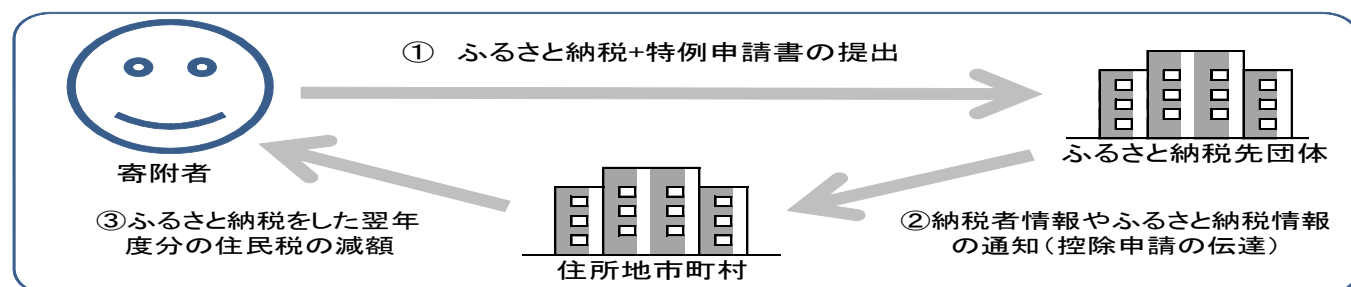 ① ふるさと納税+特例申請書の提出
寄附者
ふるさと納税先団体
③ふるさと納税をした翌年
度分の住民税の減額
住所地市町村
②納税者情報やふるさと納税情報
の通知(控除申請の伝達)